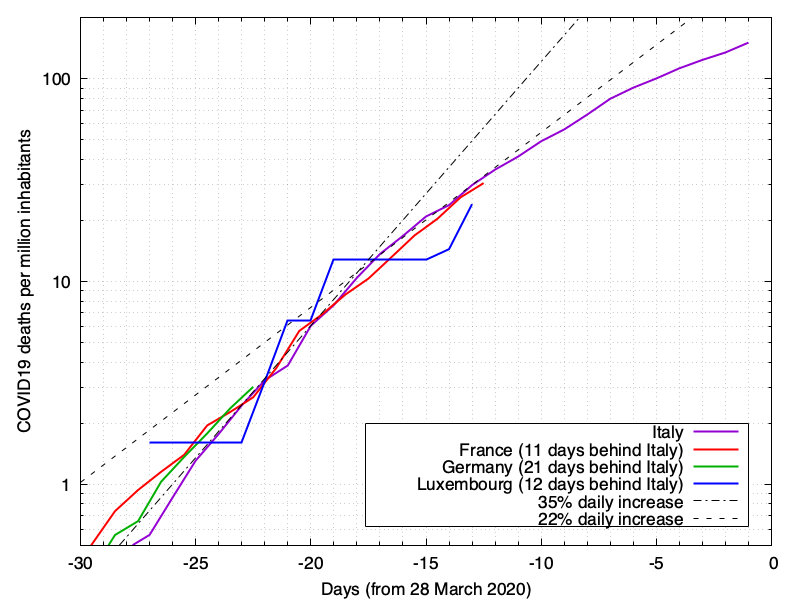 100
10
1
COVID19 deaths per million inhabitants
Italy
France (11 days behind Italy)
Germany (21 days behind Italy)
Luxembourg (12 days behind Italy)
35% daily increase
22% daily increase
-30 -25 -20 -15 -10 -5 0
Days (from 28 March 2020)